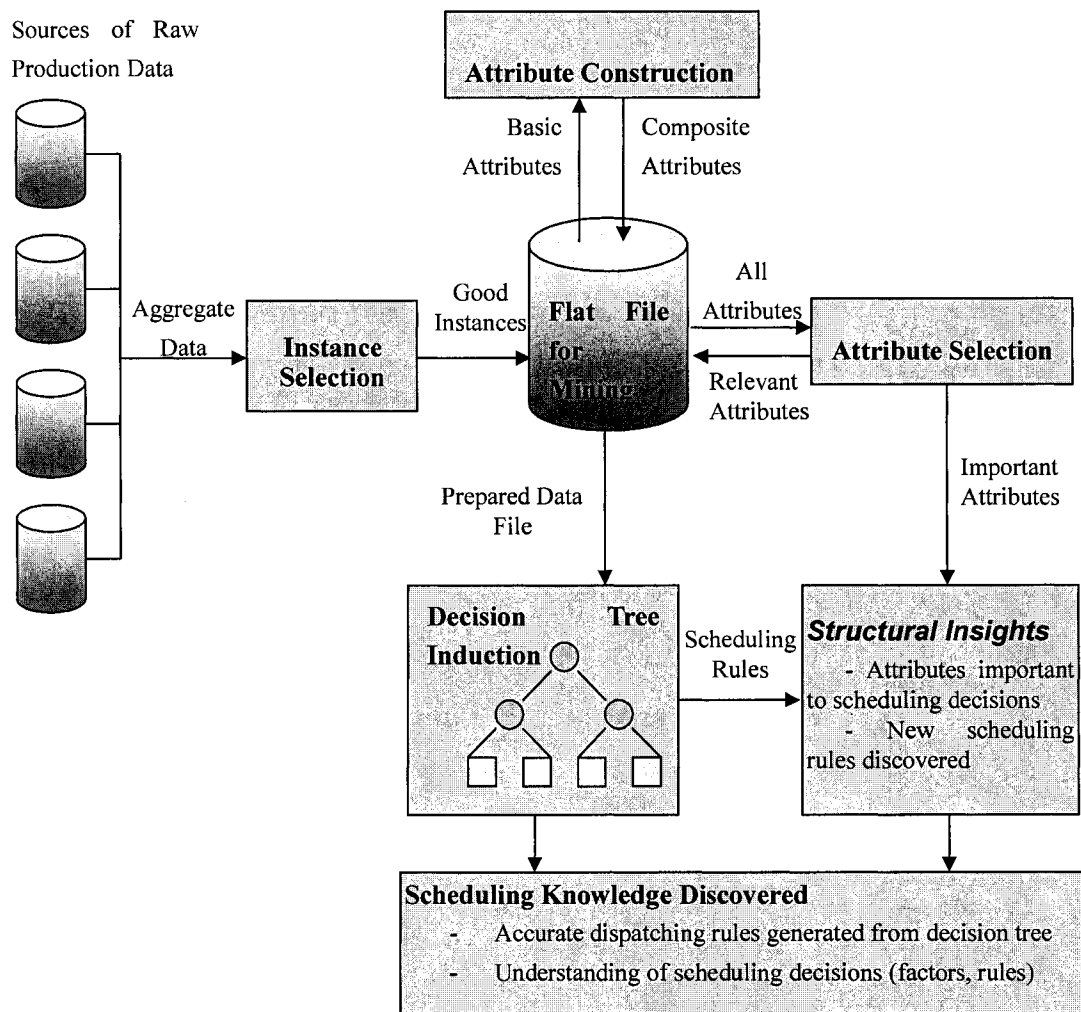 Sources of Raw
Production Data
Attribute Construction
Basic
Attributes
Composite
Attributes
Aggregate
Data
Instance
Selection
Good
Instances
Flat File
for
Mining
All
Attributes
Attribute Selection
Relevant
Attributes
Prepared Data
File
Important
Attributes
Decision Tree
Induction
Scheduling
Rules
Structural Insights
- Attributes important
to scheduling decisions
- New scheduling
rules discovered
Scheduling Knowledge Discovered
- Accurate dispatching rules generated from decision tree
- Understanding of scheduling decisions (factors, rules)